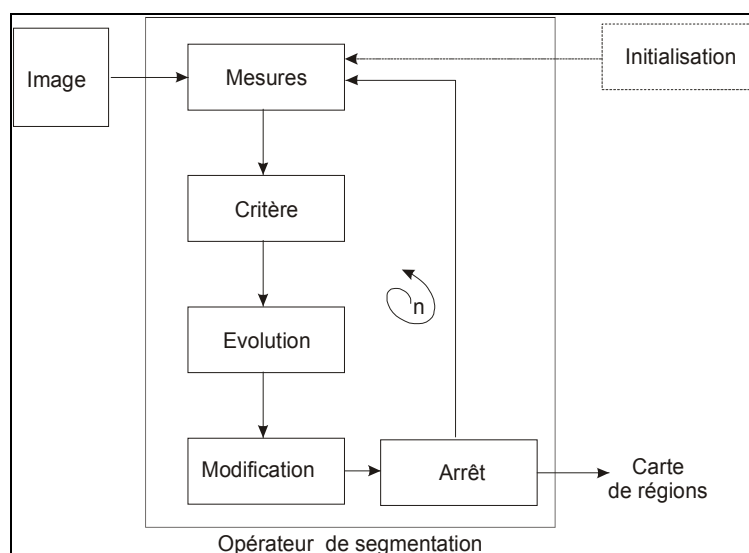 Initialisation
Image
Mesures
Critère
n
Evolution
Modification
Arrêt
Carte
de régions
Opérateur de segmentation